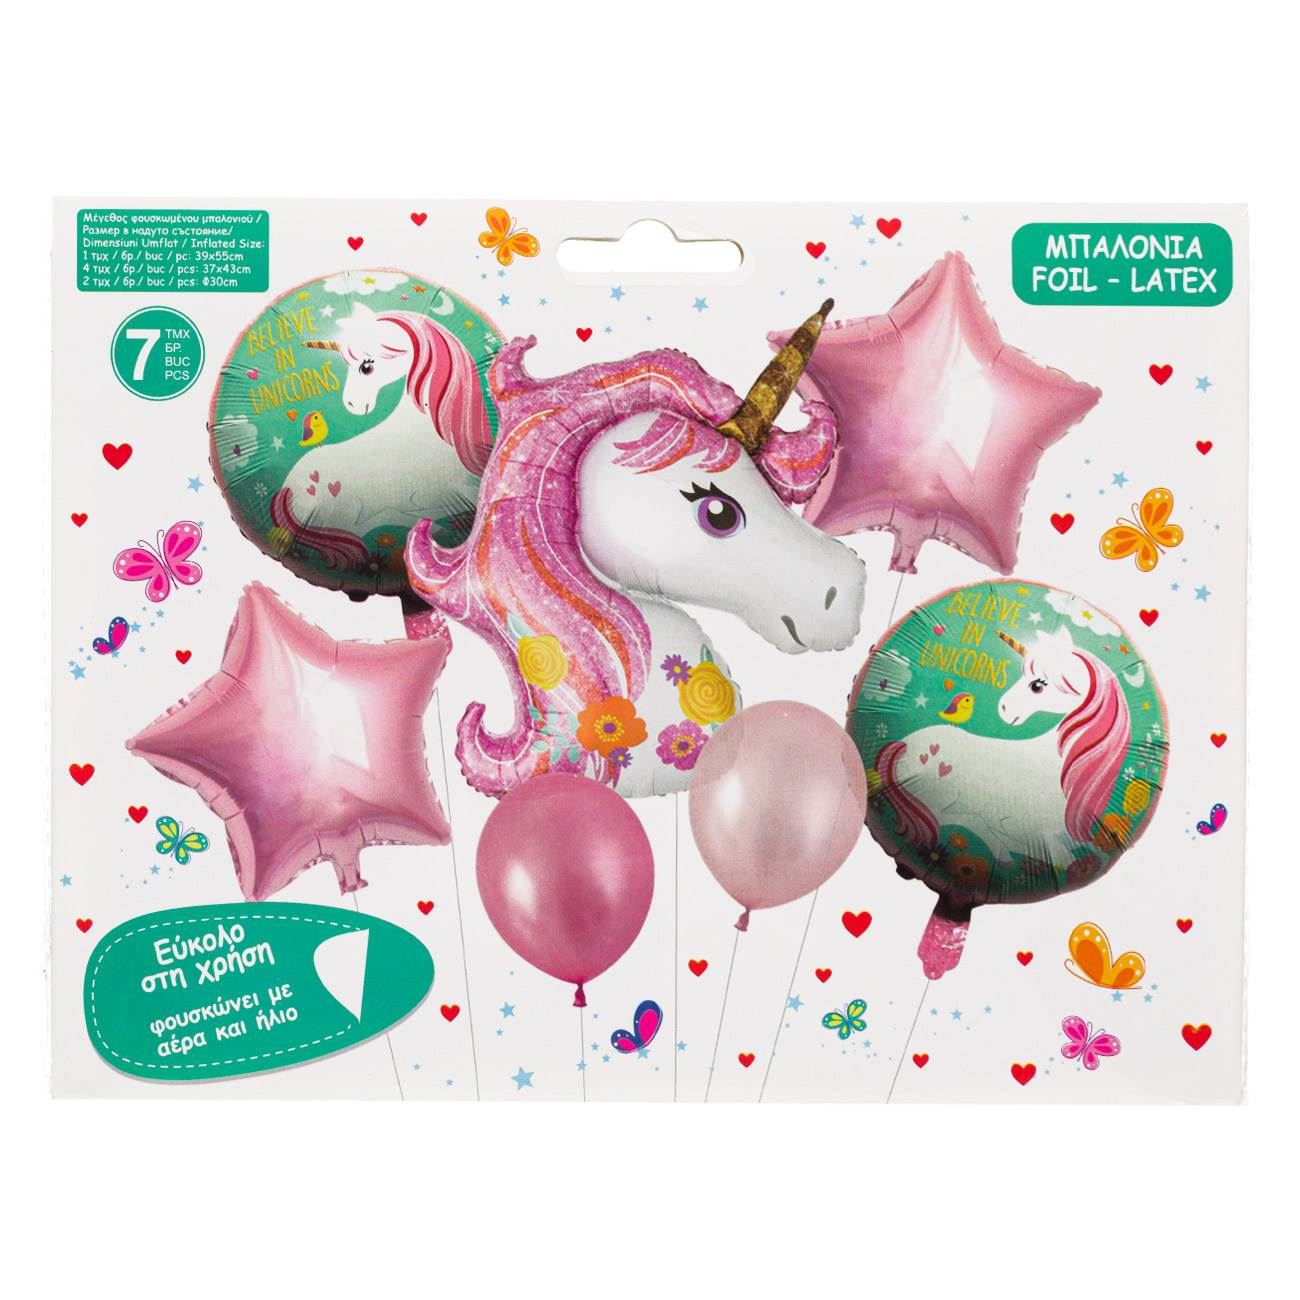 Μέγεθος φουσκωμένου μπαλονιού /
Размер в надуто състояние/
Dimensiuni Umflat / Inflated Size:
1 τμχ / бр./ buc / pc: 39x55cm
4 τμχ / бр./ buc / pcs: 37x43cm
2 τμχ / бр./ buc / pcs: Φ30cm
7
ΤΜΧ
БР.
BUC
PCS
ΜΠΑΛΟΝΙΑ
FOIL - LATEX
BELIEVE
IN
UNICORNS
BELIEVE
IN
UNICORNS
Εύκολο
στη χρήση
φουσκώνει με
αέρα και ήλιο